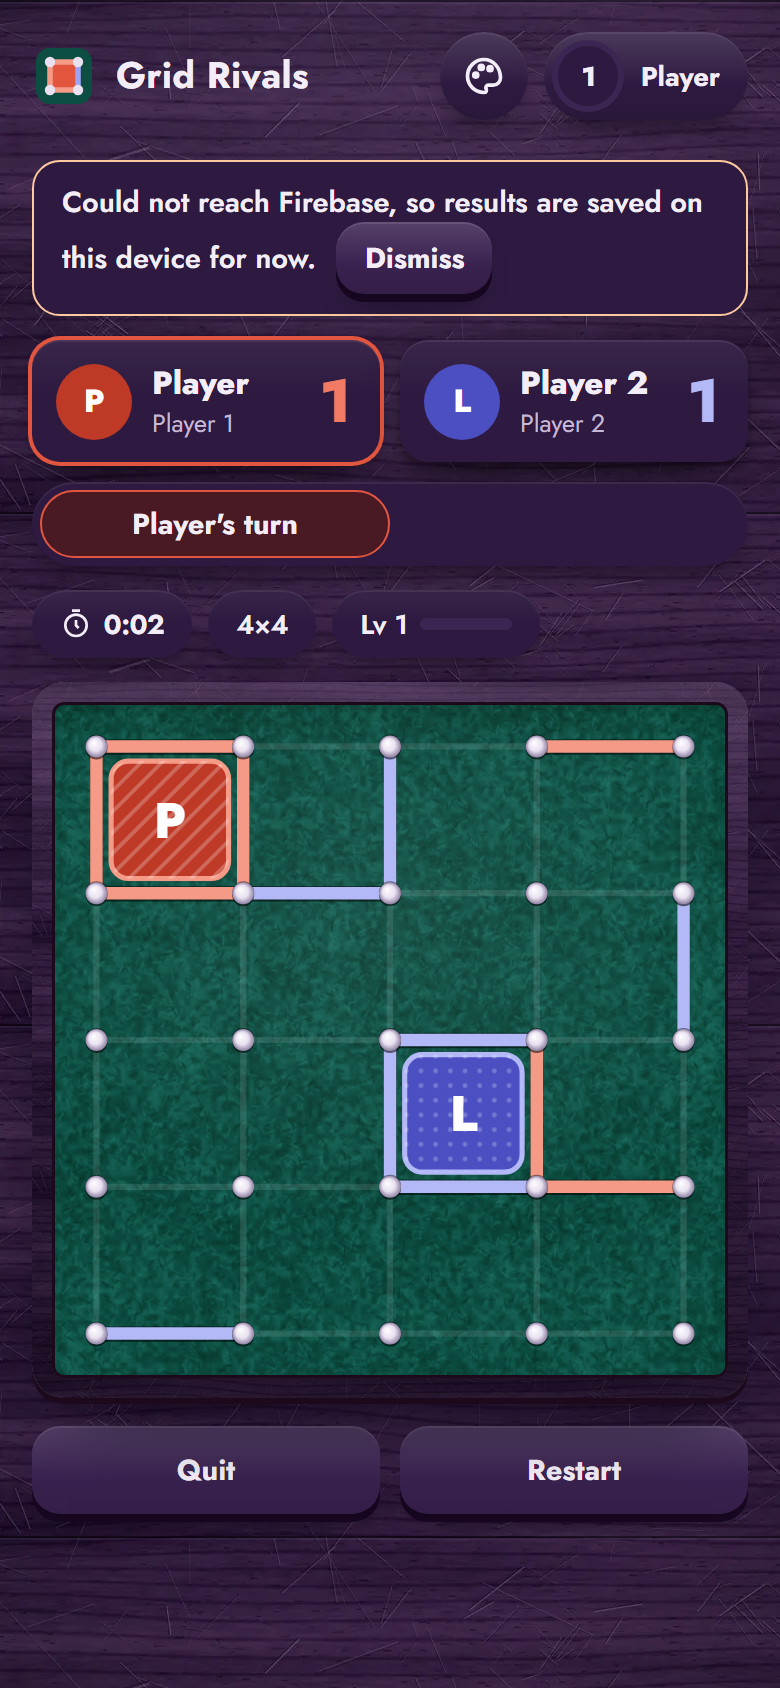 Grid Rivals
1 Player
Could not reach Firebase, so results are saved on
this device for now. Dismiss
P Player 1
Player 1
L Player 2 1
Player 2
Player's turn
0:02 4×4 Lv 1
P
L
Quit Restart